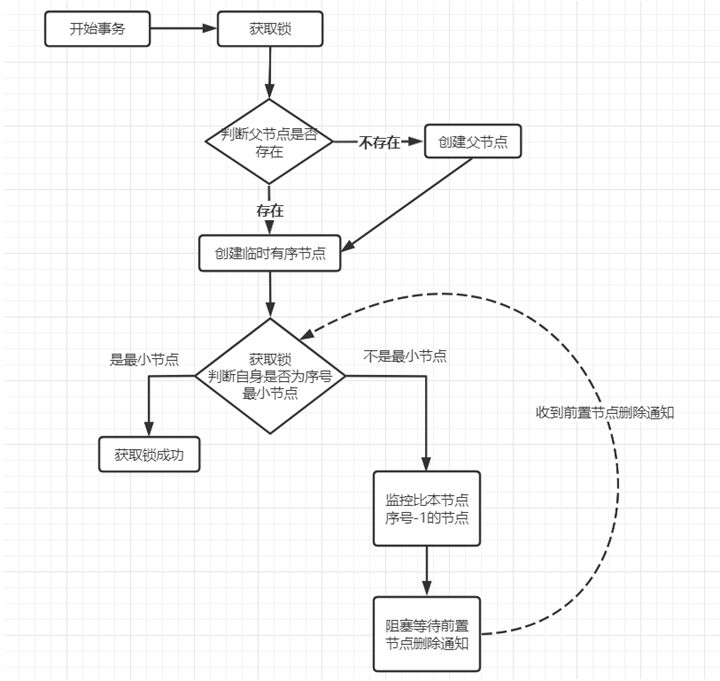 开始事务
获取锁
判断父节点是否
存在
不存在
创建父节点
存在
创建临时有序节点
是最小节点
获取锁
判断自身是否为序号
最小节点
不是最小节点
收到前置节点删除通知
获取锁成功
监控比本节点
序号-1的节点
阻塞等待前置
节点删除通知